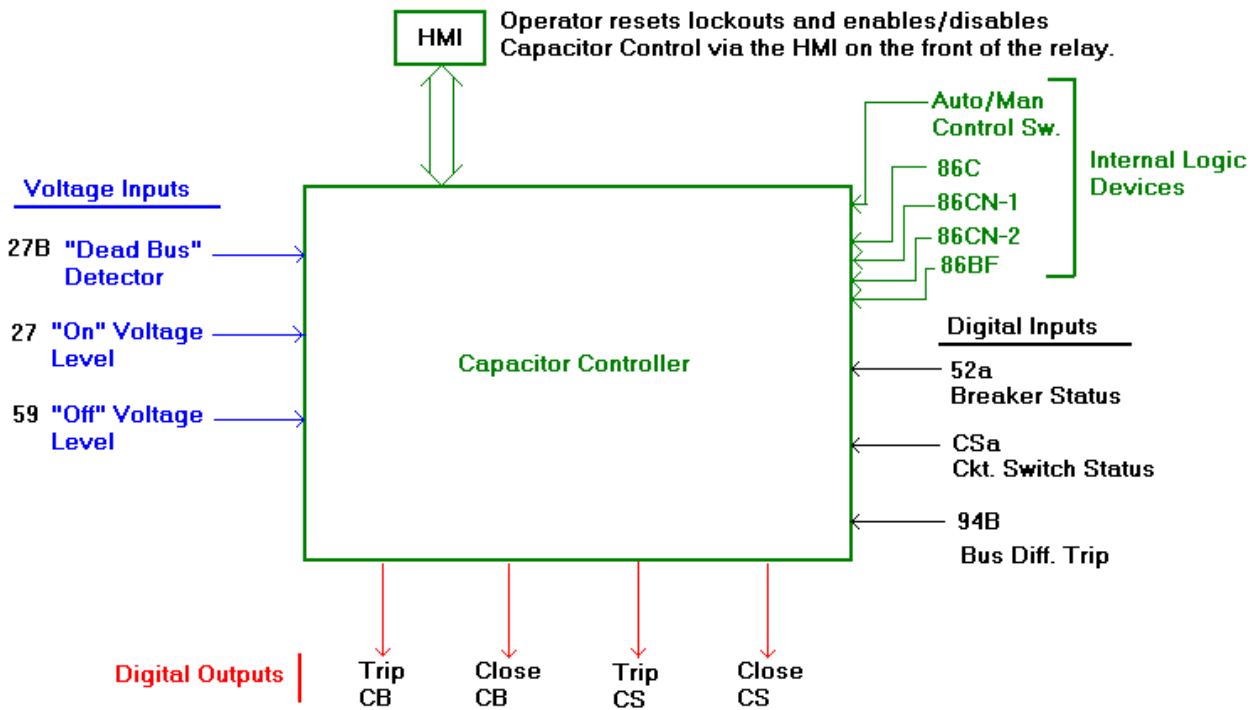 HMI
Operator resets lockouts and enables/disables
Capacitor Control via the HMI on the front of the relay.
Auto/Man
Control Sw.
86C
86CN-1
86CN-2
86BF
Internal Logic
Devices
Voltage Inputs
27B "Dead Bus"
Detector
27 "On" Voltage
Level
59 "Off" Voltage
Level
Capacitor Controller
Digital Inputs
52a
Breaker Status
CSa
Ckt. Switch Status
94B
Bus Diff. Trip
Digital Outputs
Trip
CB
Close
CB
Trip
CS
Close
CS